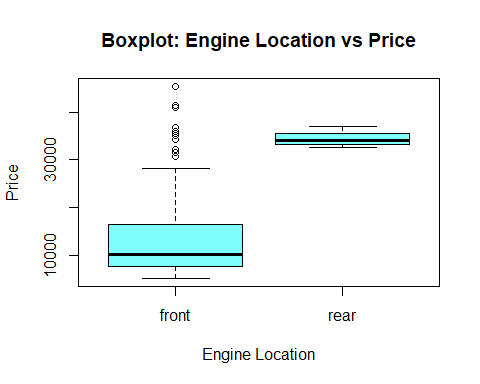 Boxplot: Engine Location vs Price
Price
30000
10000
front
rear
Engine Location